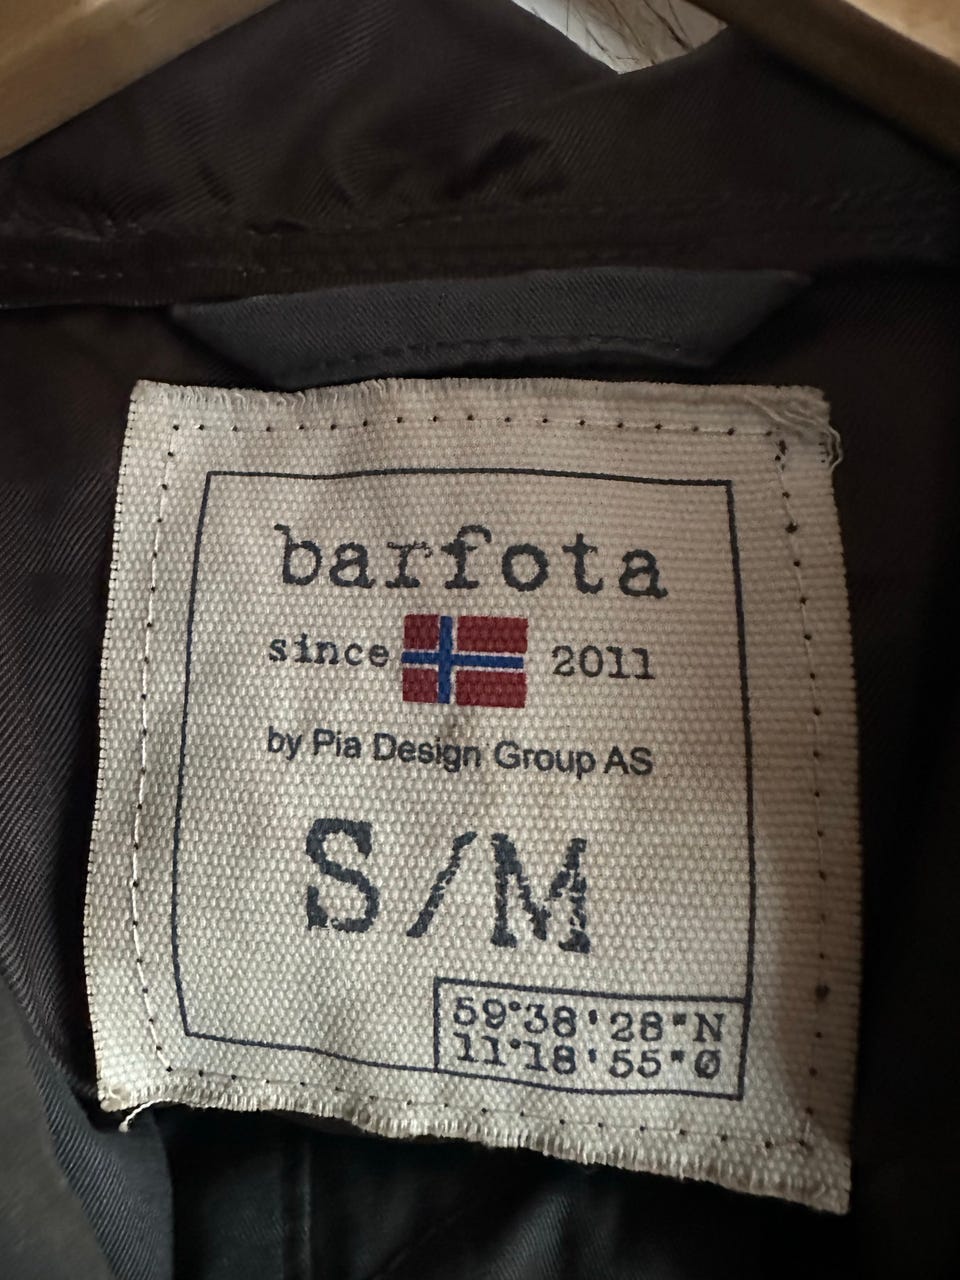 barfota
since 2011
by Pia Design Group AS
S/M
59°38'28"N
11°18'55"Ø